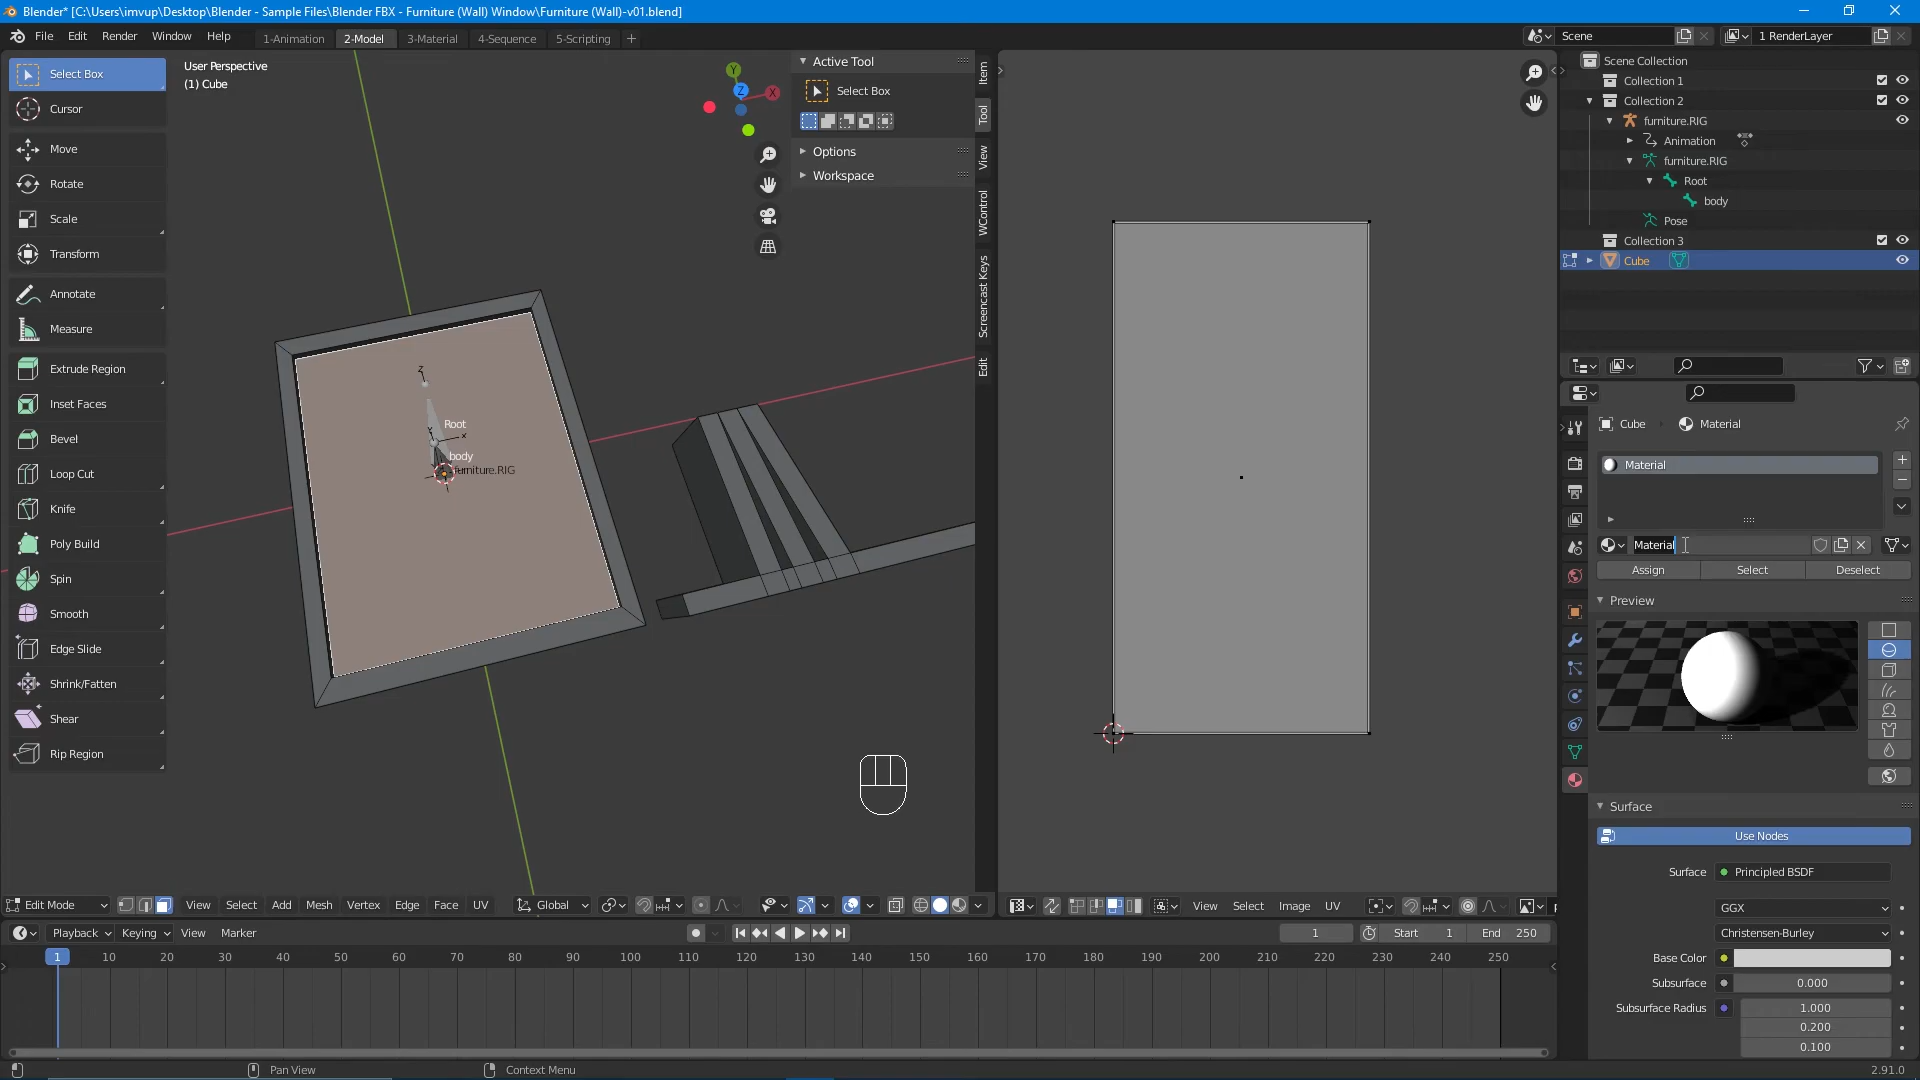 Blender* [C:\Users\imvup\Desktop\Blender - Sample Files\Blender FBX - Furniture (Wall) Window\Furniture (Wall)-v01.blend]
File Edit Render Window Help 1-Animation 2-Model 3-Material 4-Sequence 5-Scripting + Scene 1 RenderLayer
Select Box
Cursor
Move
Rotate
Scale
Transform
Annotate
Measure
Extrude Region
Inset Faces
Bevel
Loop Cut
Knife
Poly Build
Spin
Smooth
Edge Slide
Shrink/Fatten
Shear
Rip Region
User Perspective
(1) Cube
Y
Z
X
z
Root
x
body
furniture.RIG
Active Tool
Select Box
Options
Workspace
Item
Tool
View
WControl
Screencast Keys
Edit
Scene Collection
Collection 1
Collection 2
furniture.RIG
Animation
furniture.RIG
Root
body
Pose
Collection 3
Cube
Cube Material
Material
Material
Assign Select Deselect
Preview
Surface
Use Nodes
Surface Principled BSDF
GGX
Christensen-Burley
Base Color
Subsurface 0.000
Subsurface Radius 1.000
0.200
0.100
Edit Mode View Select Add Mesh Vertex Edge Face UV Global
View Select Image UV
Playback Keying View Marker 1 Start 1 End 250
1 10 20 30 40 50 60 70 80 90 100 110 120 130 140 150 160 170 180 190 200 210 220 230 240 250
Pan View Context Menu 2.91.0